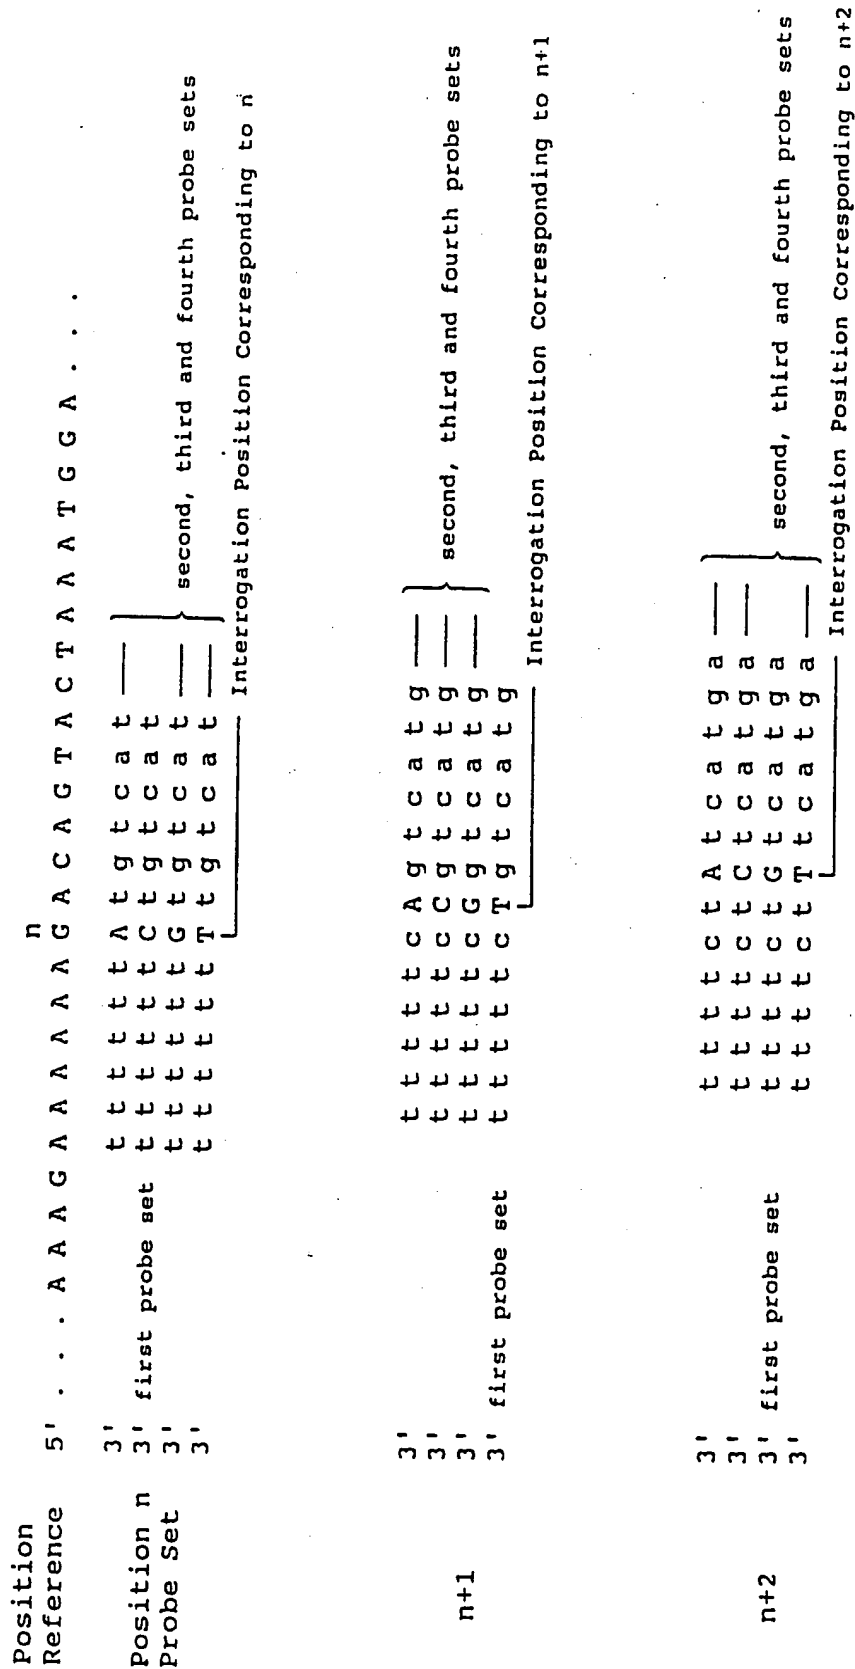 Position n
Reference 5' . . . A A A G A A A A A A G A C A G T A C T A A A T G G A . . .
Position n 3' t t t t t t A t g t c a t
Probe Set 3' first probe set t t t t t t C t g t c a t
3' t t t t t t G t g t c a t second, third and fourth probe sets
3' t t t t t t T t g t c a t
Interrogation Position Corresponding to n
3' t t t t t c A g t c a t g
3' t t t t t c C g t c a t g second, third and fourth probe sets
n+1 3' t t t t t c G g t c a t g
3' first probe set t t t t t c T g t c a t g
Interrogation Position Corresponding to n+1
3' t t t t c t A t c a t g a
3' t t t t c t C t c a t g a
n+2 3' first probe set t t t t c t G t c a t g a second, third and fourth probe sets
3' t t t t c t T t c a t g a
Interrogation Position Corresponding to n+2